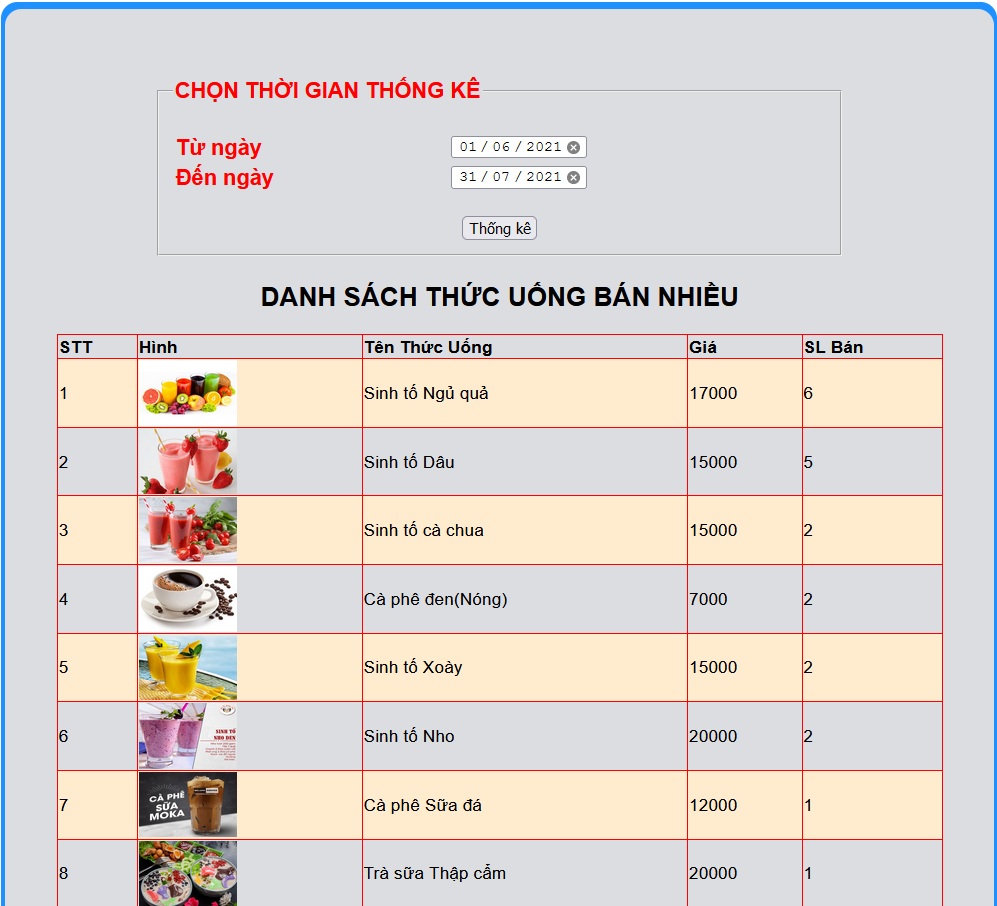 CHỌN THỜI GIAN THỐNG KÊ
Từ ngày 01 / 06 / 2021
Đến ngày 31 / 07 / 2021
Thống kê
DANH SÁCH THỨC UỐNG BÁN NHIỀU
STT Hình Tên Thức Uống Giá SL Bán
1 Sinh tố Ngủ quả 17000 6
2 Sinh tố Dâu 15000 5
3 Sinh tố cà chua 15000 2
4 Cà phê đen(Nóng) 7000 2
5 Sinh tố Xoài 15000 2
6 SINH TỐ NHO ĐEN Sinh tố Nho 20000 2
7 CÀ PHÊ SỮA MOKA Cà phê Sữa đá 12000 1
8 Trà sữa Thập cẩm 20000 1